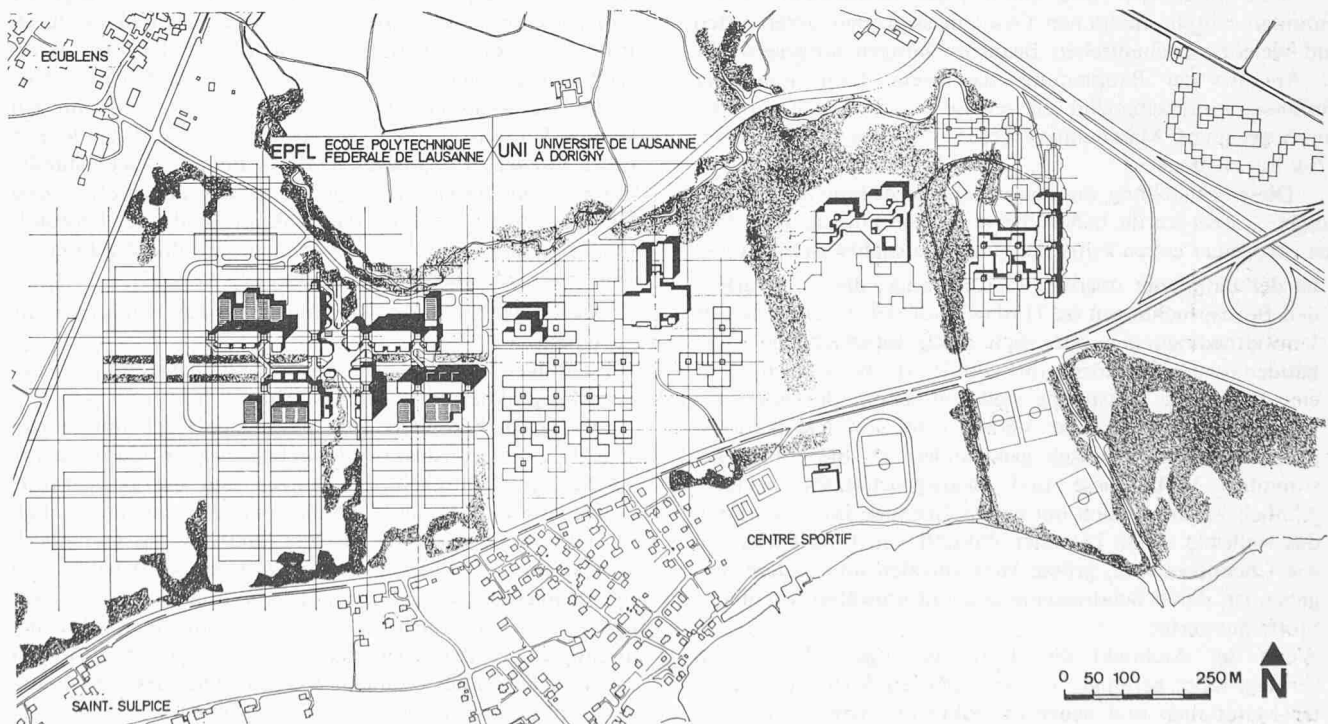 ECUBLENS
EPFL ECOLE POLYTECHNIQUE FEDERALE DE LAUSANNE
UNI UNIVERSITE DE LAUSANNE A DORIGNY
CENTRE SPORTIF
SAINT-SULPICE
0 50 100 250 M
N